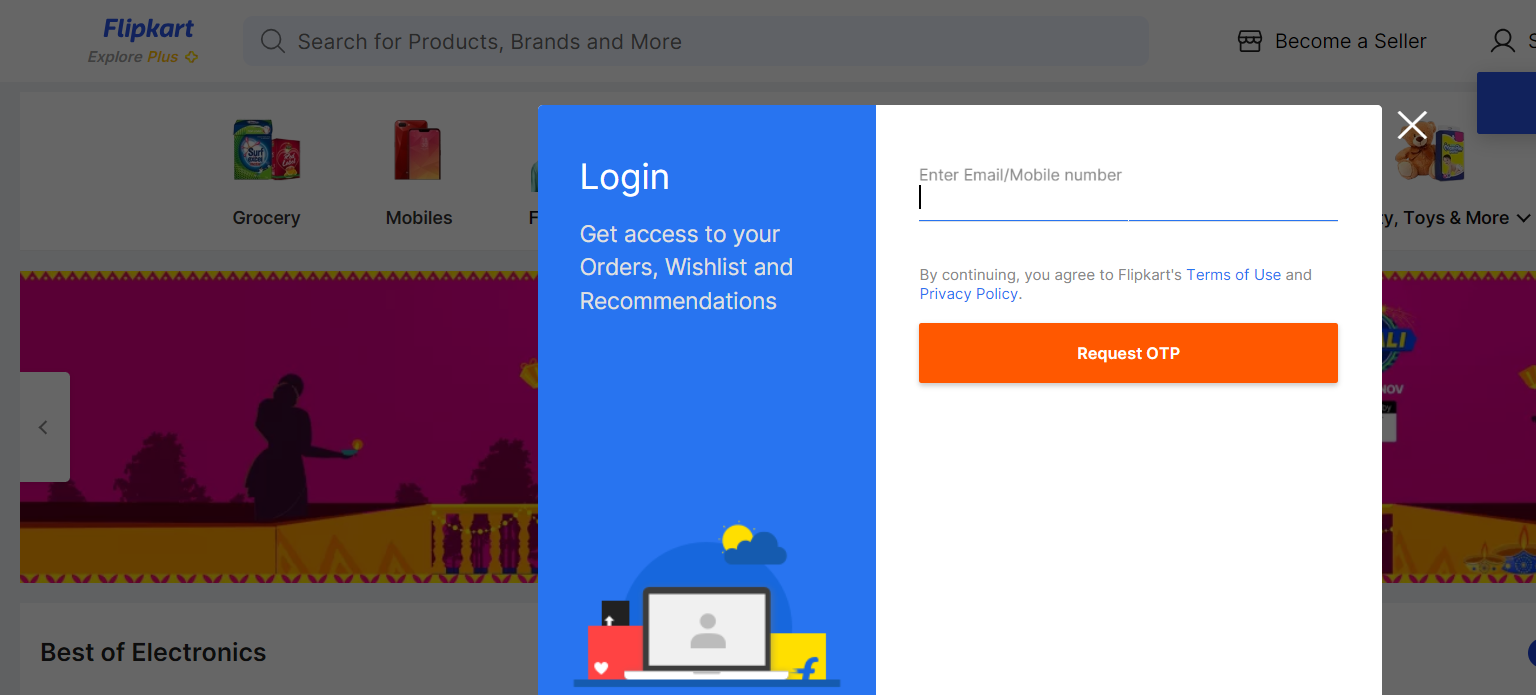 Flipkart
Explore Plus
Search for Products, Brands and More
Become a Seller
Grocery
Mobiles
Toys & More
Login
Get access to your
Orders, Wishlist and
Recommendations
Enter Email/Mobile number
By continuing, you agree to Flipkart's Terms of Use and
Privacy Policy.
Request OTP
Best of Electronics